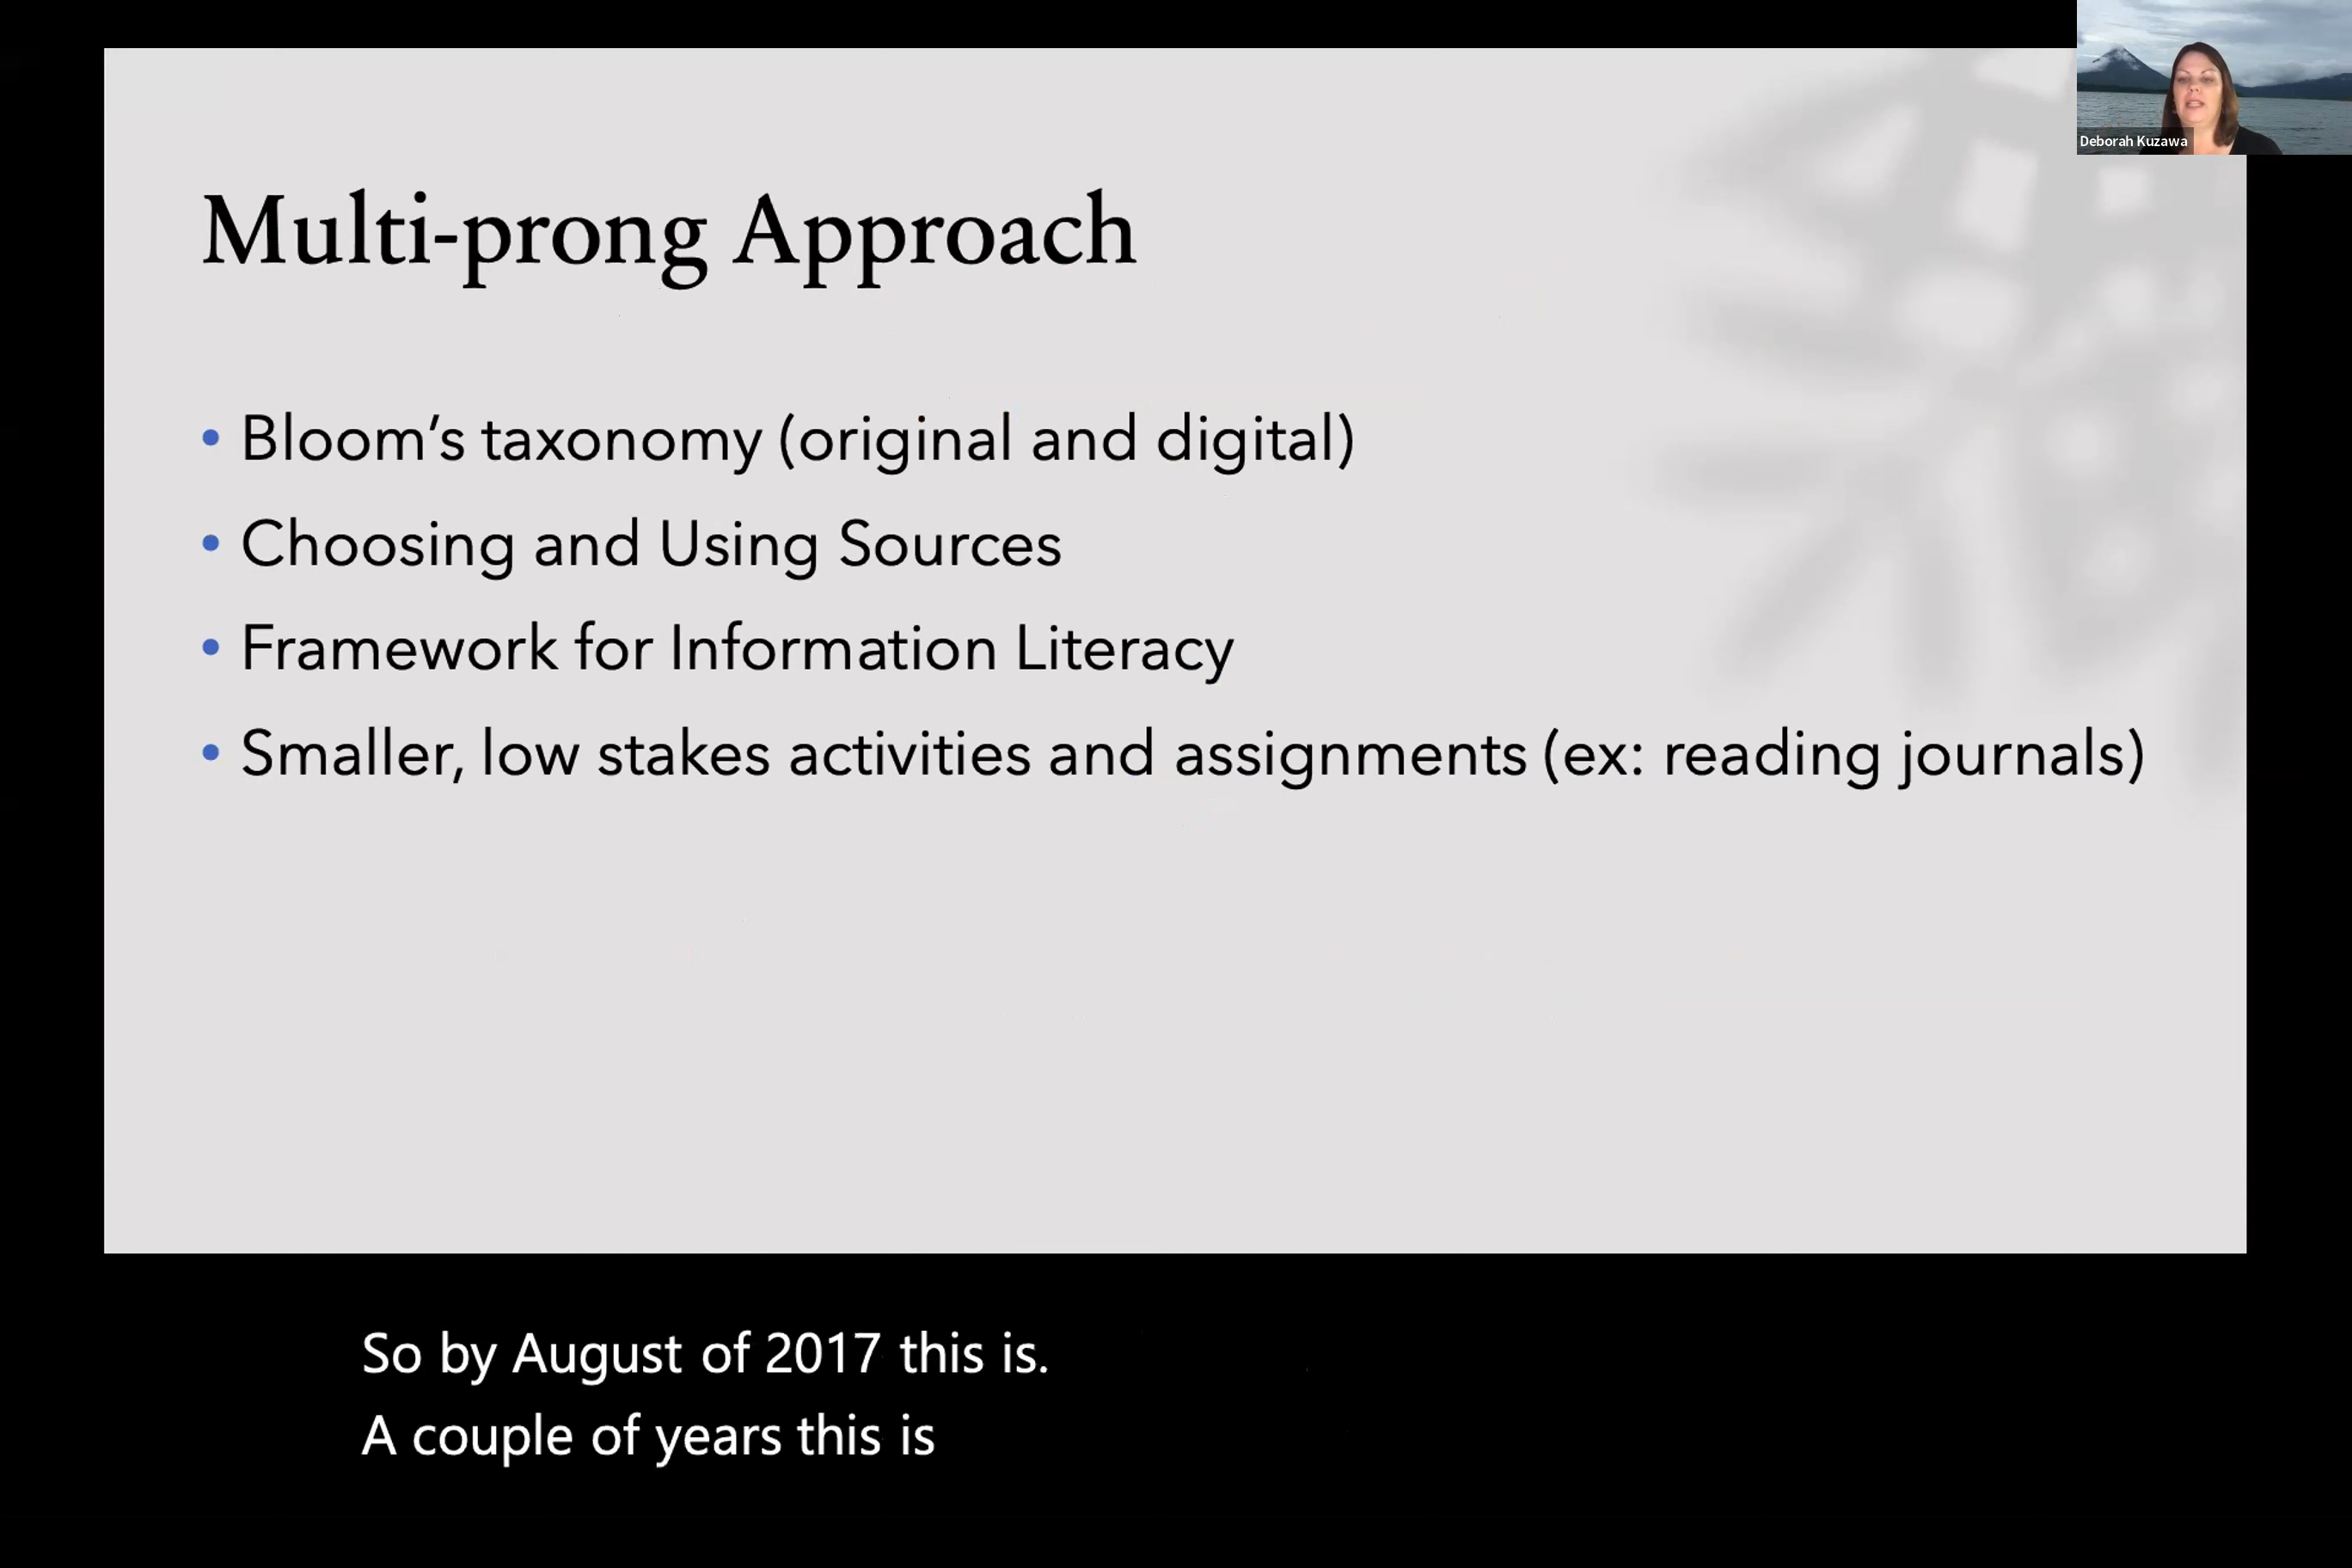 Deborah Kuzawa
Multi-prong Approach
• Bloom’s taxonomy (original and digital)
• Choosing and Using Sources
• Framework for Information Literacy
• Smaller, low stakes activities and assignments (ex: reading journals)
So by August of 2017 this is.
A couple of years this is